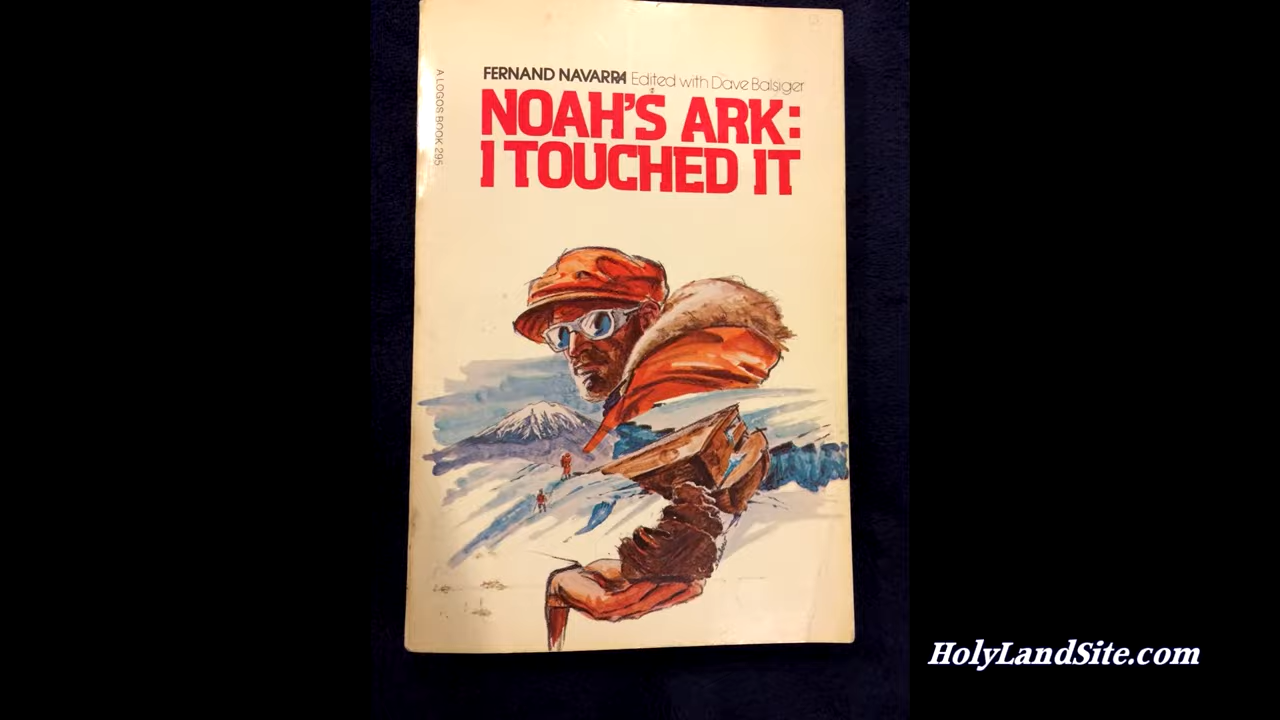 FERNAND NAVARRA Edited with Dave Balsiger
NOAH'S ARK:
I TOUCHED IT
A LOGOS BOOK 295
HolyLandSite.com